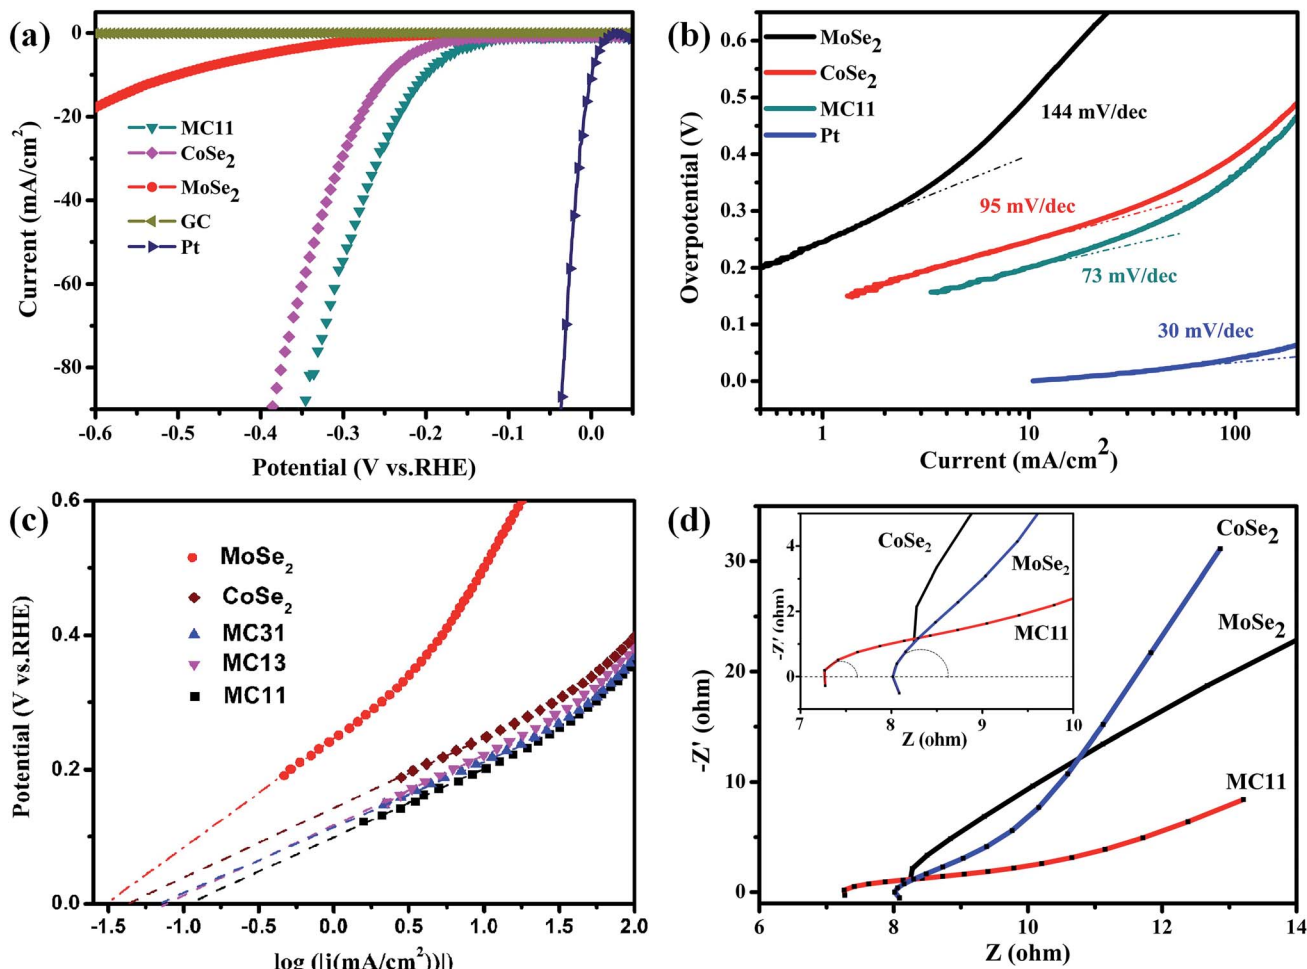 (a)
0
-20
-40
-60
-80
Current (mA/cm²)
MC11
CoSe₂
MoSe₂
GC
Pt
-0.6
-0.5
-0.4
-0.3
-0.2
-0.1
0.0
Potential (V vs.RHE)
(b)
0.6
0.5
0.4
0.3
0.2
0.1
0.0
Overpotential (V)
MoSe₂
CoSe₂
MC11
Pt
144 mV/dec
95 mV/dec
73 mV/dec
30 mV/dec
1
10
100
Current (mA/cm²)
(c)
0.6
0.4
0.2
0.0
Potential (V vs.RHE)
MoSe₂
CoSe₂
MC31
MC13
MC11
-1.5
-1.0
-0.5
0.0
0.5
1.0
1.5
2.0
log (|j(mA/cm²))|)
(d)
30
20
10
0
-Z' (ohm)
CoSe₂
MoSe₂
MC11
4
2
0
-Z' (ohm)
CoSe₂
MoSe₂
MC11
7
8
9
10
Z (ohm)
6
8
10
12
14
Z (ohm)